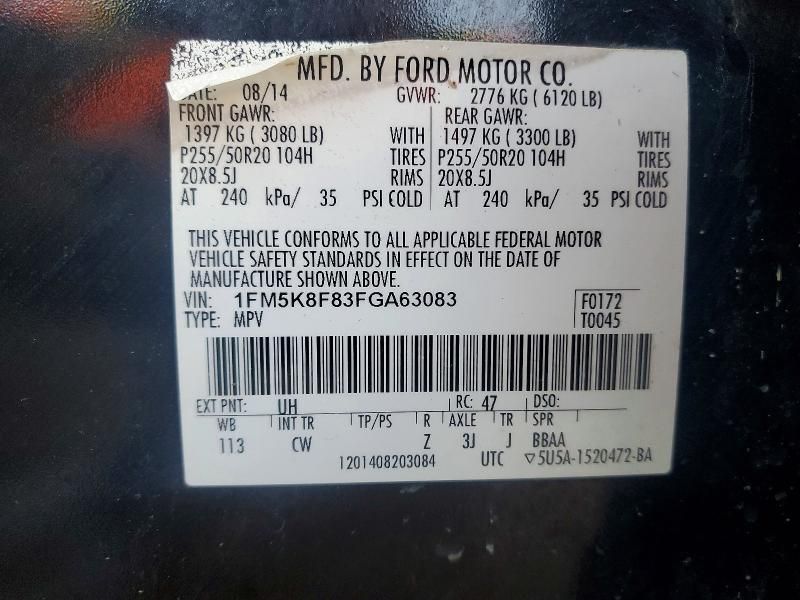 MFD. BY FORD MOTOR CO.
DATE: 08/14 GVWR: 2776 KG ( 6120 LB)
FRONT GAWR: REAR GAWR:
1397 KG ( 3080 LB) WITH 1497 KG ( 3300 LB) WITH
P255/50R20 104H TIRES P255/50R20 104H TIRES
20X8.5J RIMS 20X8.5J RIMS
AT 240 kPa/ 35 PSI COLD AT 240 kPa/ 35 PSI COLD
THIS VEHICLE CONFORMS TO ALL APPLICABLE FEDERAL MOTOR
VEHICLE SAFETY STANDARDS IN EFFECT ON THE DATE OF
MANUFACTURE SHOWN ABOVE.
VIN: 1FM5K8F83FGA63083 F0172
TYPE: MPV T0045
EXT PNT: UH RC: 47 DSO:
WB INT TR TP/PS R AXLE TR SPR
113 CW Z 3J J BBAA
1201408203084 UTC ▽5U5A-1520472-BA